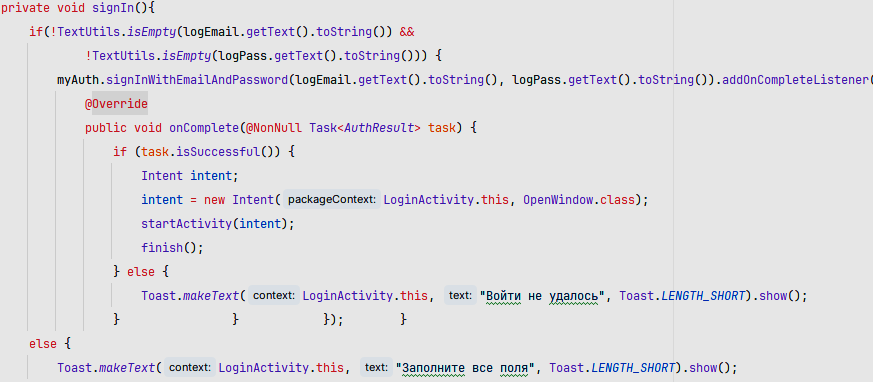 private void signIn(){
if(!TextUtils.isEmpty(logEmail.getText().toString()) &&
!TextUtils.isEmpty(logPass.getText().toString())) {
myAuth.signInWithEmailAndPassword(logEmail.getText().toString(), logPass.getText().toString()).addOnCompleteListener(
@Override
public void onComplete(@NonNull Task<AuthResult> task) {
if (task.isSuccessful()) {
Intent intent;
intent = new Intent( packageContext: LoginActivity.this, OpenWindow.class);
startActivity(intent);
finish();
} else {
Toast.makeText( context: LoginActivity.this, text: "Войти не удалось", Toast.LENGTH_SHORT).show();
} } }); }
else {
Toast.makeText( context: LoginActivity.this, text: "Заполните все поля", Toast.LENGTH_SHORT).show();